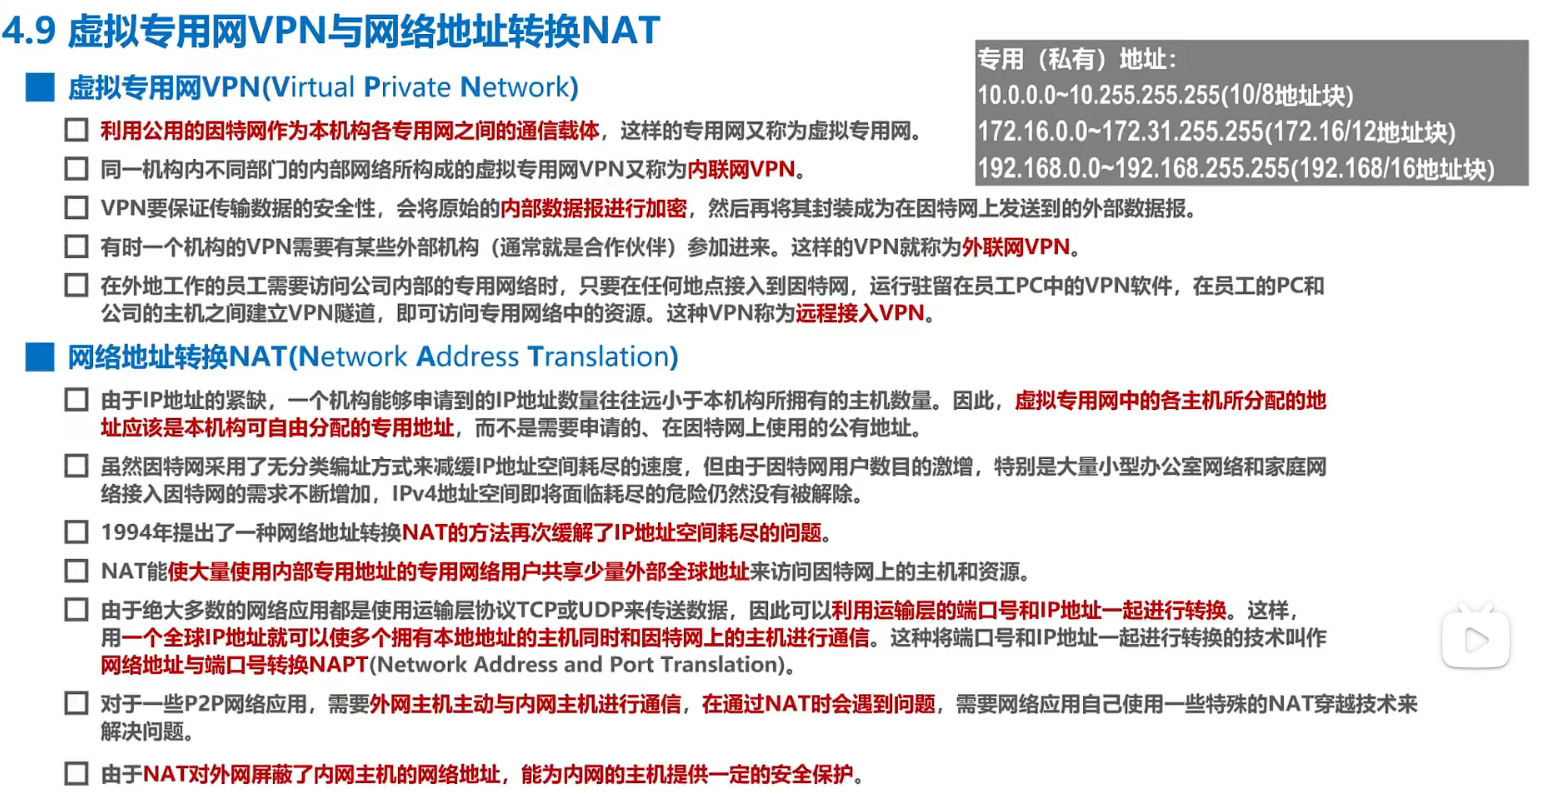 4.9 虚拟专用网VPN与网络地址转换NAT
专用（私有）地址：
10.0.0.0~10.255.255.255(10/8地址块)
172.16.0.0~172.31.255.255(172.16/12地址块)
192.168.0.0~192.168.255.255(192.168/16地址块)
虚拟专用网VPN(Virtual Private Network)
利用公用的因特网作为本机构各专用网之间的通信载体，这样的专用网又称为虚拟专用网。
同一机构内不同部门的内部网络所构成的虚拟专用网VPN又称为内联网VPN。
VPN要保证传输数据的安全性，会将原始的内部数据报进行加密，然后再将其封装成为在因特网上发送到的外部数据报。
有时一个机构的VPN需要有某些外部机构（通常就是合作伙伴）参加进来。这样的VPN就称为外联网VPN。
在外地工作的员工需要访问公司内部的专用网络时，只要在任何地点接入到因特网，运行驻留在员工PC中的VPN软件，在员工的PC和
公司的主机之间建立VPN隧道，即可访问专用网络中的资源。这种VPN称为远程接入VPN。
网络地址转换NAT(Network Address Translation)
由于IP地址的紧缺，一个机构能够申请到的IP地址数量往往远小于本机构所拥有的主机数量。因此，虚拟专用网中的各主机所分配的地
址应该是本机构可自由分配的专用地址，而不是需要申请的、在因特网上使用的公有地址。
虽然因特网采用了无分类编址方式来减缓IP地址空间耗尽的速度，但由于因特网用户数目的激增，特别是大量小型办公室网络和家庭网
络接入因特网的需求不断增加，IPv4地址空间即将面临耗尽的危险仍然没有被解除。
1994年提出了一种网络地址转换NAT的方法再次缓解了IP地址空间耗尽的问题。
NAT能使大量使用内部专用地址的专用网络用户共享少量外部全球地址来访问因特网上的主机和资源。
由于绝大多数的网络应用都是使用运输层协议TCP或UDP来传送数据，因此可以利用运输层的端口号和IP地址一起进行转换。这样，
用一个全球IP地址就可以使多个拥有本地地址的主机同时和因特网上的主机进行通信。这种将端口号和IP地址一起进行转换的技术叫作
网络地址与端口号转换NAPT(Network Address and Port Translation)。
对于一些P2P网络应用，需要外网主机主动与内网主机进行通信，在通过NAT时会遇到问题，需要网络应用自己使用一些特殊的NAT穿越技术来
解决问题。
由于NAT对外网屏蔽了内网主机的网络地址，能为内网的主机提供一定的安全保护。